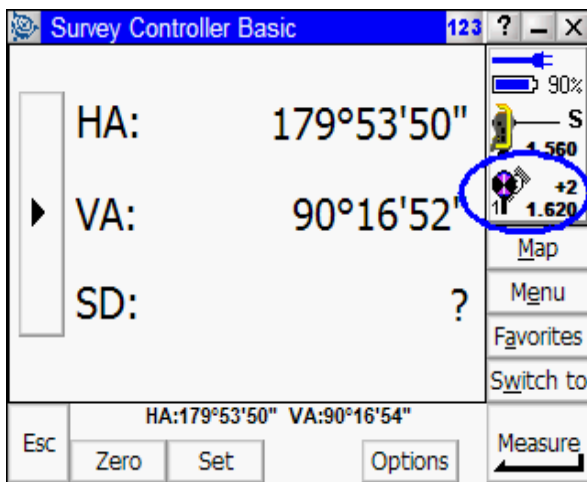 Survey Controller Basic 123 ? – X
90%
HA: 179°53'50" S
1.560
+2
VA: 90°16'52" 1 1.620
Map
Menu
SD: ?
Favorites
Switch to
HA:179°53'50" VA:90°16'54"
Esc Zero Set Options Measure